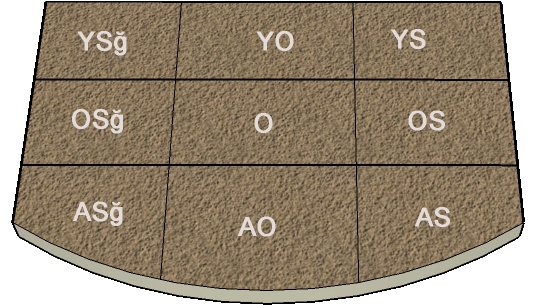 YSğ YO YS
OSğ O OS
ASğ AO AS